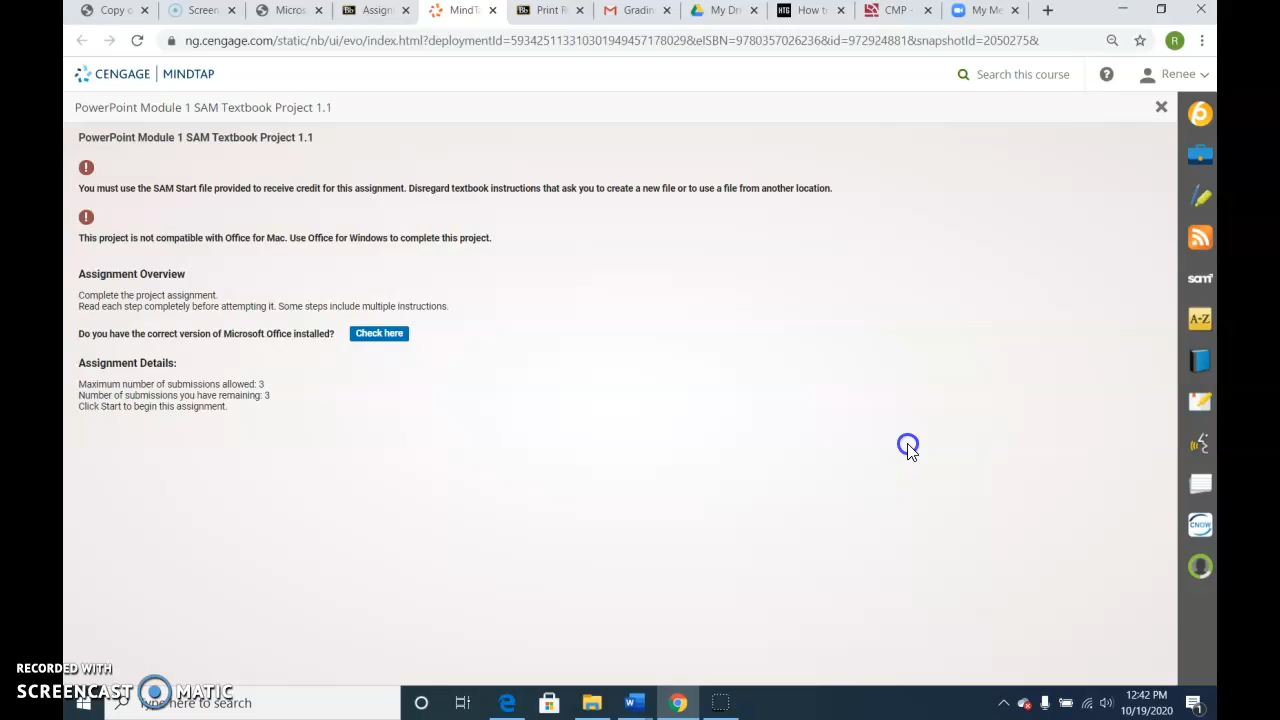 Copy o
Screen
Micros
Assign
MindT
Print R
Gradin
My Dri
How to
CMP -
My Me
ng.cengage.com/static/nb/ui/evo/index.html?deploymentId=593425113310301949457178029&eISBN=9780357026236&id=972924881&snapshotId=2050275&
R
CENGAGE | MINDTAP
Search this course
Renee
PowerPoint Module 1 SAM Textbook Project 1.1
PowerPoint Module 1 SAM Textbook Project 1.1
You must use the SAM Start file provided to receive credit for this assignment. Disregard textbook instructions that ask you to create a new file or to use a file from another location.
This project is not compatible with Office for Mac. Use Office for Windows to complete this project.
Assignment Overview
Complete the project assignment.
Read each step completely before attempting it. Some steps include multiple instructions.
Do you have the correct version of Microsoft Office installed? Check here
Assignment Details:
Maximum number of submissions allowed: 3
Number of submissions you have remaining: 3
Click Start to begin this assignment.
sam
A-Z
CNOW
RECORDED WITH
SCREENCAST MATIC
Type here to search
12:42 PM
10/19/2020
1